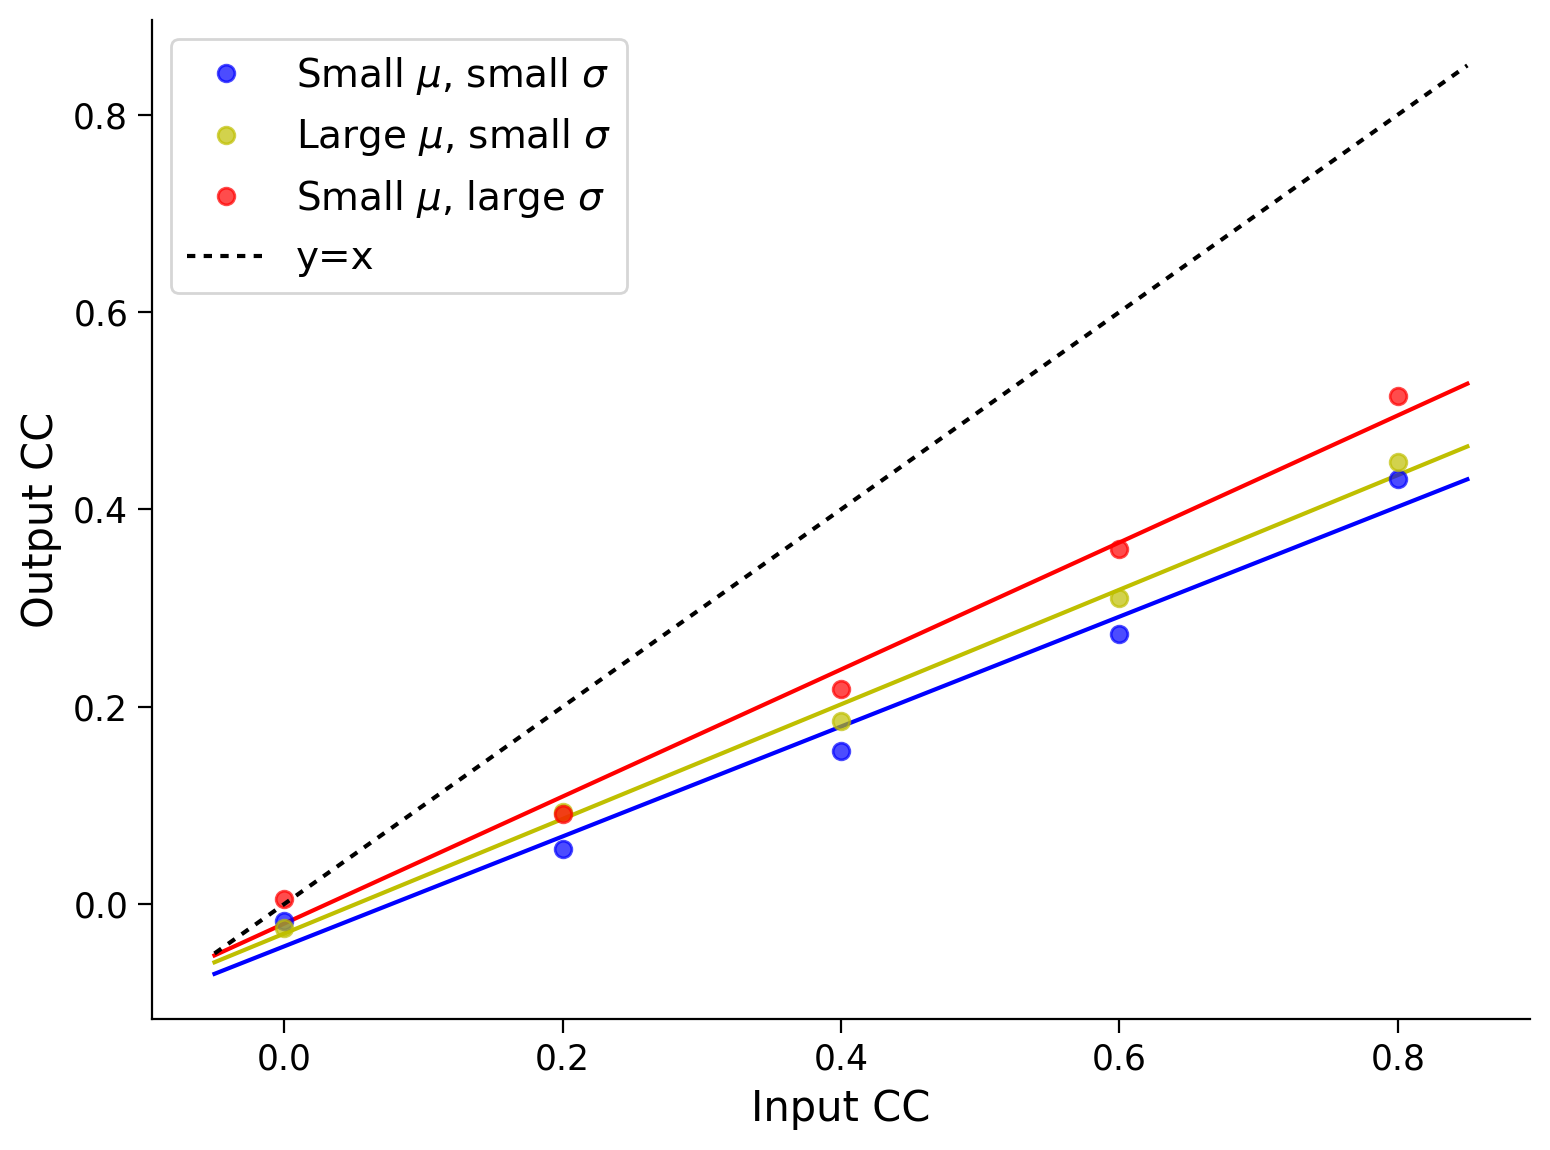 Small μ, small σ
Large μ, small σ
Small μ, large σ
y=x
0.8
0.6
0.4
0.2
0.0
Output CC
0.0 0.2 0.4 0.6 0.8
Input CC